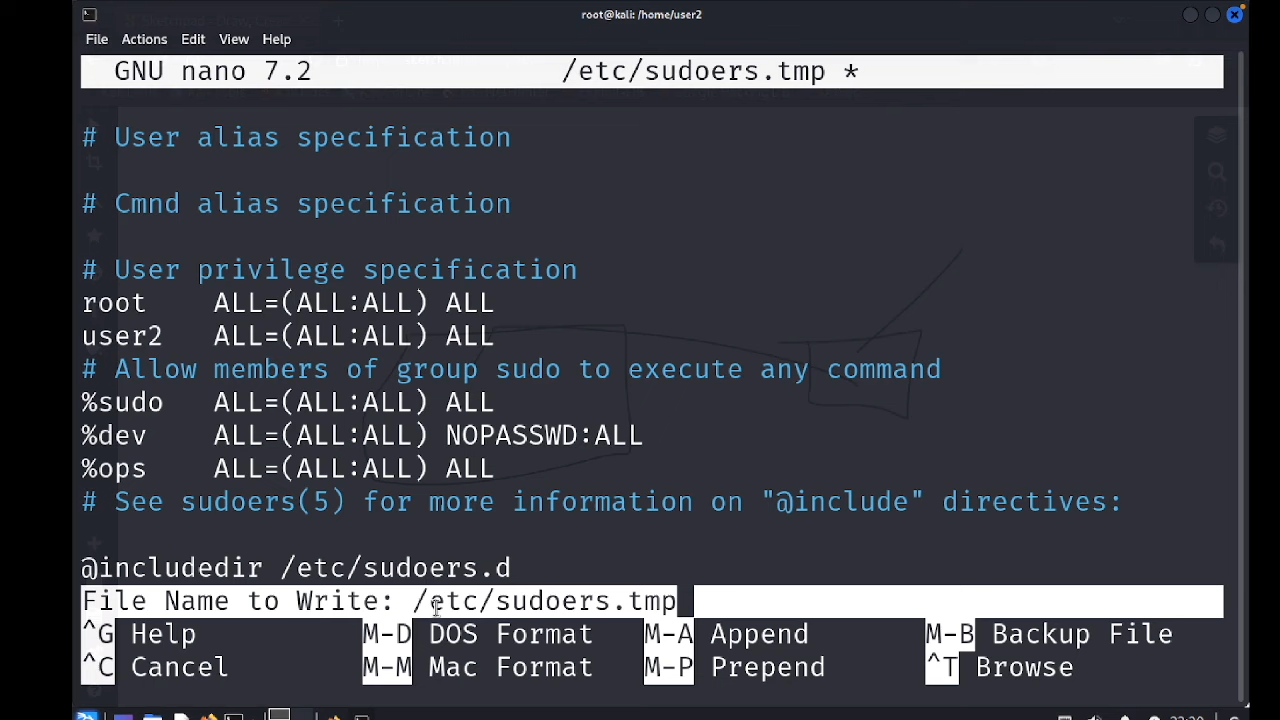 root@kali: /home/user2
File Actions Edit View Help
GNU nano 7.2 /etc/sudoers.tmp *
# User alias specification
# Cmnd alias specification
# User privilege specification
root ALL=(ALL:ALL) ALL
user2 ALL=(ALL:ALL) ALL
# Allow members of group sudo to execute any command
%sudo ALL=(ALL:ALL) ALL
%dev ALL=(ALL:ALL) NOPASSWD:ALL
%ops ALL=(ALL:ALL) ALL
# See sudoers(5) for more information on "@include" directives:
@includedir /etc/sudoers.d
File Name to Write: /etc/sudoers.tmp
^G Help M-D DOS Format M-A Append M-B Backup File
^C Cancel M-M Mac Format M-P Prepend ^T Browse